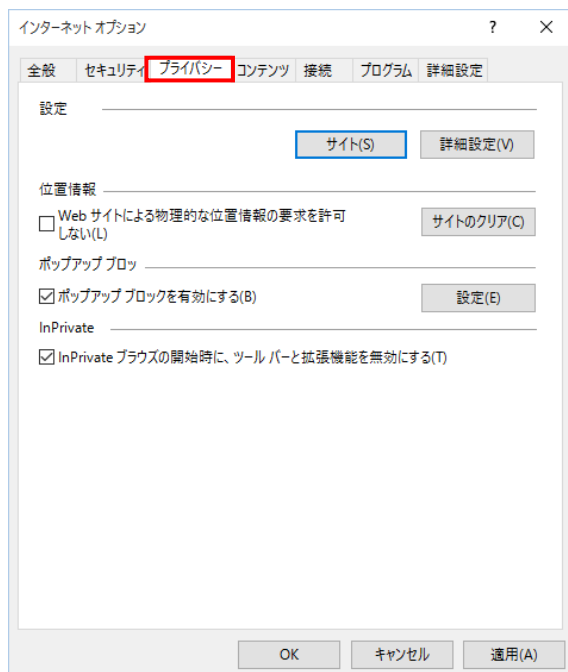 インターネット オプション ? ×
全般 セキュリティ プライバシー コンテンツ 接続 プログラム 詳細設定
設定
サイト(S) 詳細設定(V)
位置情報
Web サイトによる物理的な位置情報の要求を許可
しない(L)
サイトのクリア(C)
ポップアップ ブロッ
ポップアップ ブロックを有効にする(B) 設定(E)
InPrivate
InPrivate ブラウズの開始時に、ツール バーと拡張機能を無効にする(T)
OK キャンセル 適用(A)